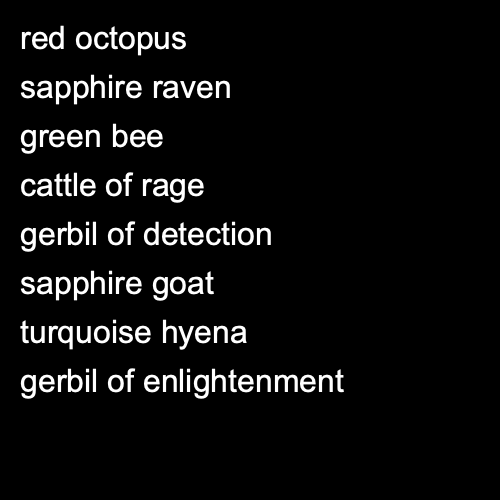 red octopus
sapphire raven
green bee
cattle of rage
gerbil of detection
sapphire goat
turquoise hyena
gerbil of enlightenment